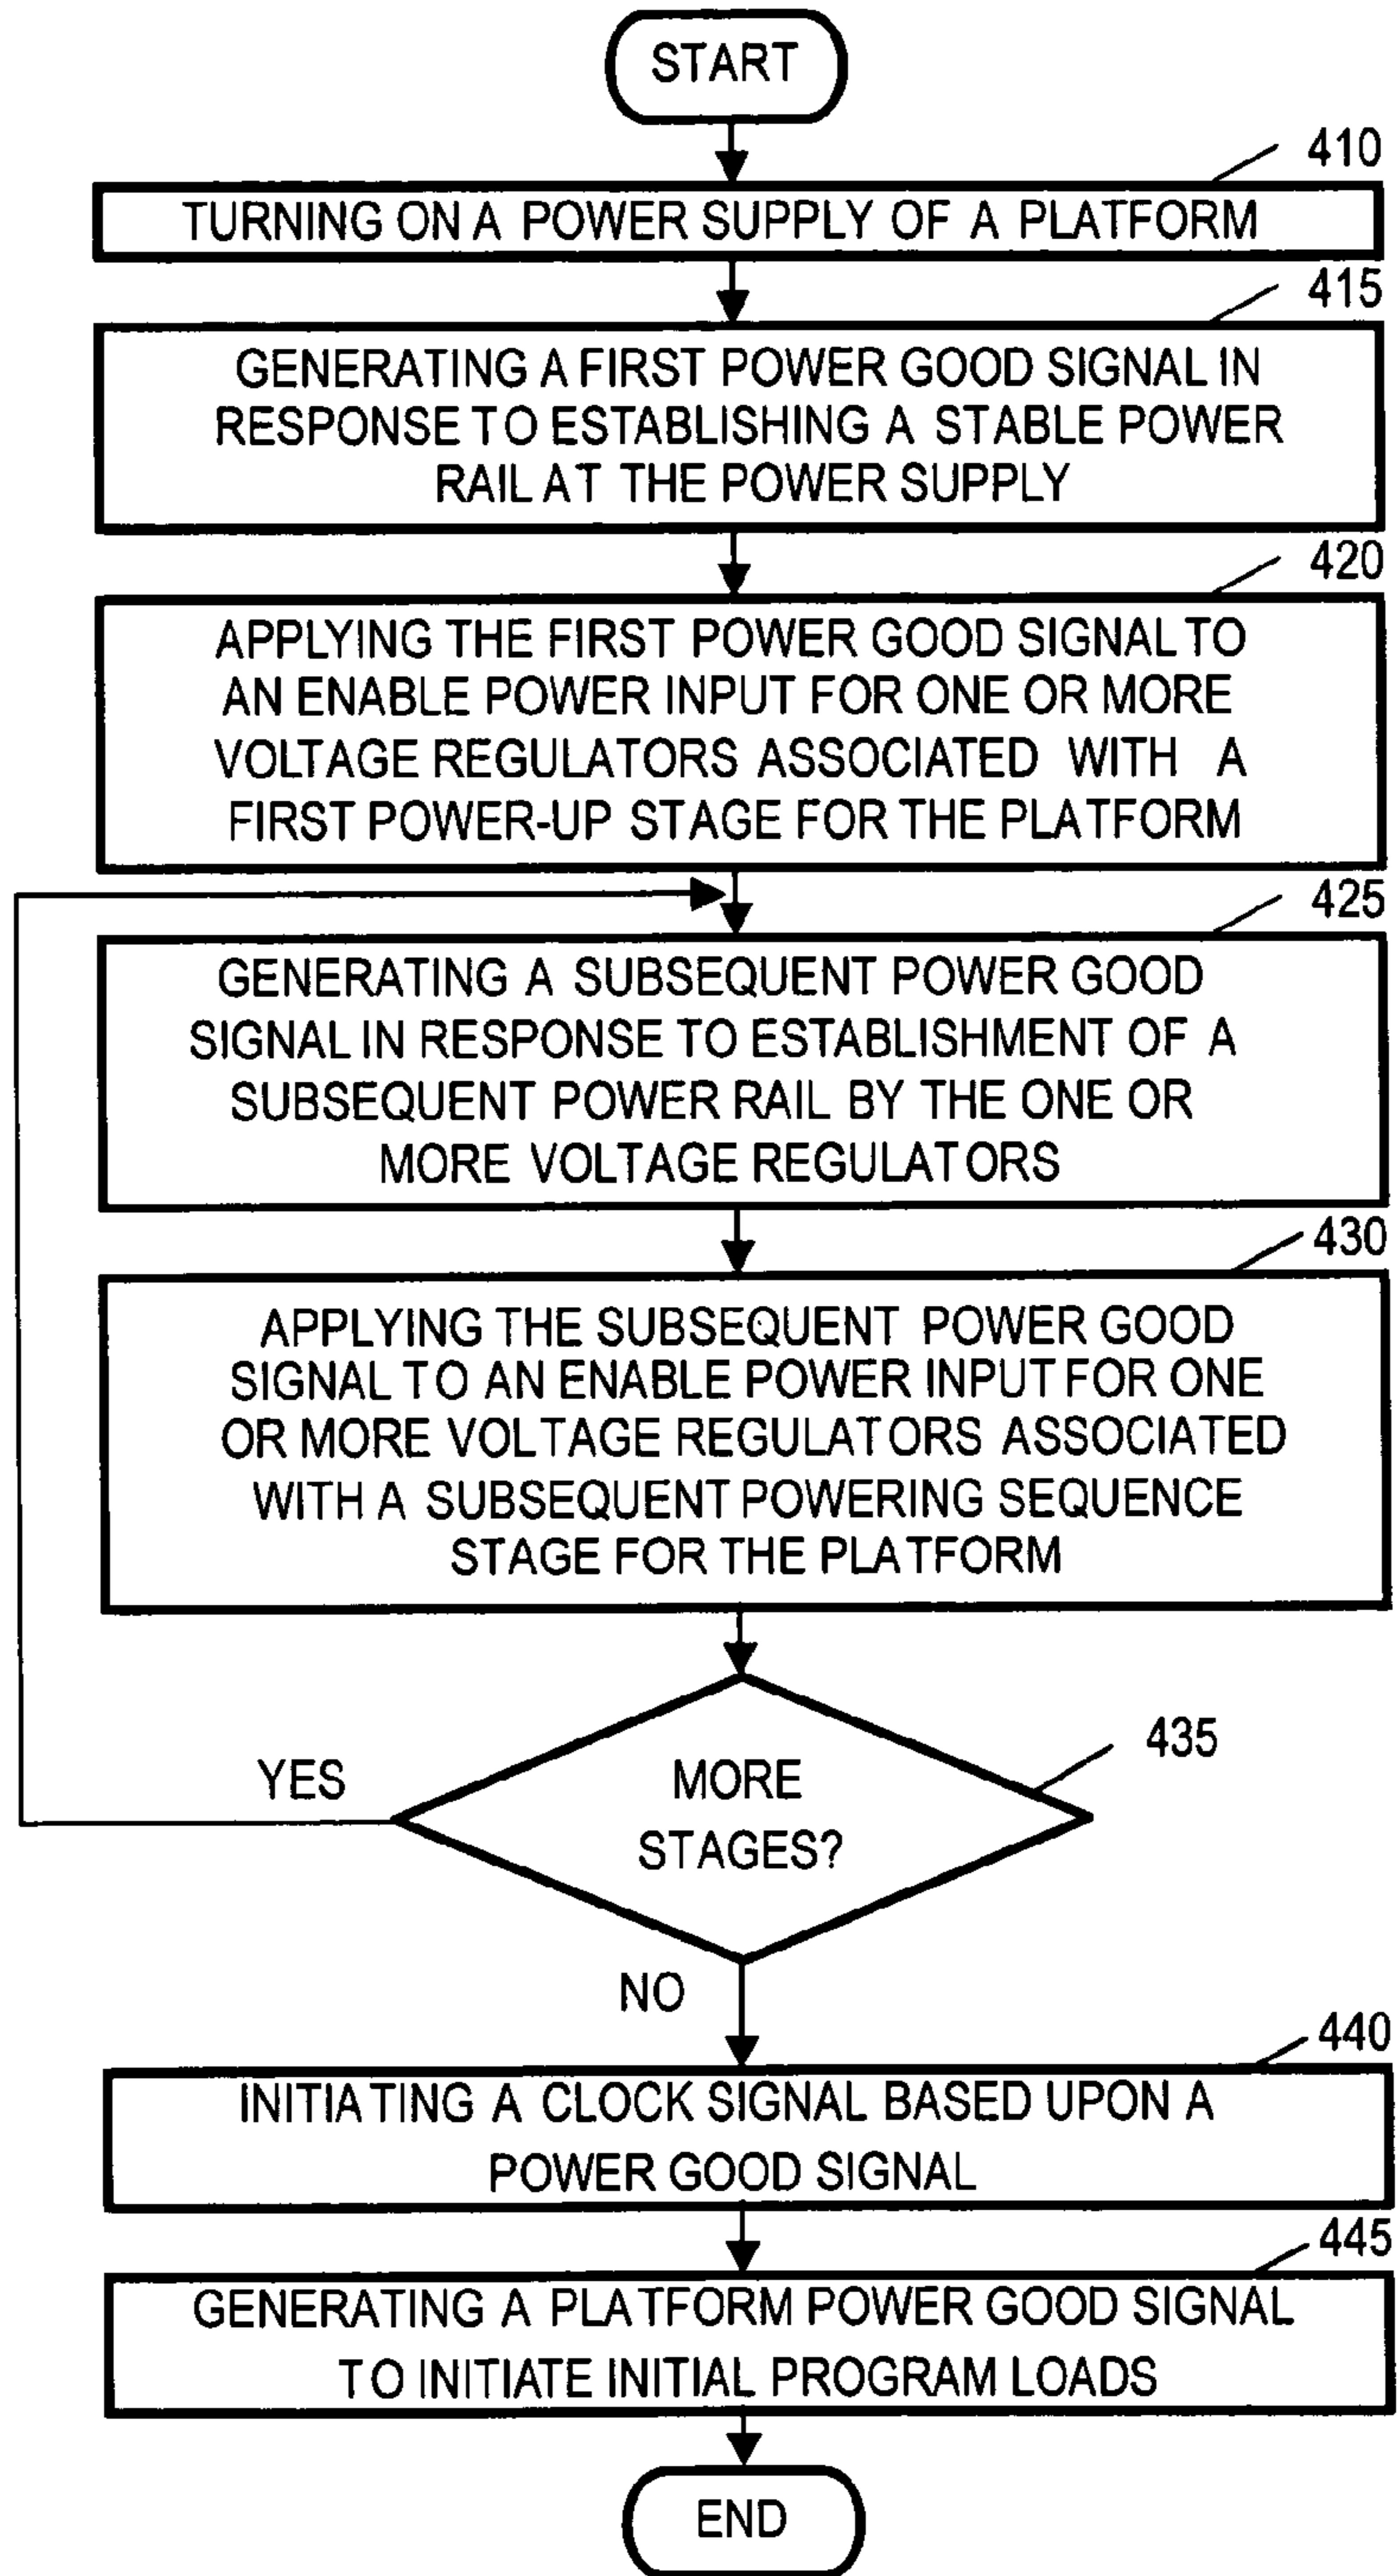 START
410
TURNING ON A POWER SUPPLY OF A PLATFORM
415
GENERATING A FIRST POWER GOOD SIGNAL IN
RESPONSE TO ESTABLISHING A STABLE POWER
RAIL AT THE POWER SUPPLY
420
APPLYING THE FIRST POWER GOOD SIGNAL TO
AN ENABLE POWER INPUT FOR ONE OR MORE
VOLTAGE REGULATORS ASSOCIATED WITH A
FIRST POWER-UP STAGE FOR THE PLATFORM
425
GENERATING A SUBSEQUENT POWER GOOD
SIGNAL IN RESPONSE TO ESTABLISHMENT OF A
SUBSEQUENT POWER RAIL BY THE ONE OR
MORE VOLTAGE REGULATORS
430
APPLYING THE SUBSEQUENT POWER GOOD
SIGNAL TO AN ENABLE POWER INPUT FOR ONE
OR MORE VOLTAGE REGULATORS ASSOCIATED
WITH A SUBSEQUENT POWERING SEQUENCE
STAGE FOR THE PLATFORM
435
YES
MORE
STAGES?
NO
440
INITIATING A CLOCK SIGNAL BASED UPON A
POWER GOOD SIGNAL
445
GENERATING A PLATFORM POWER GOOD SIGNAL
TO INITIATE INITIAL PROGRAM LOADS
END